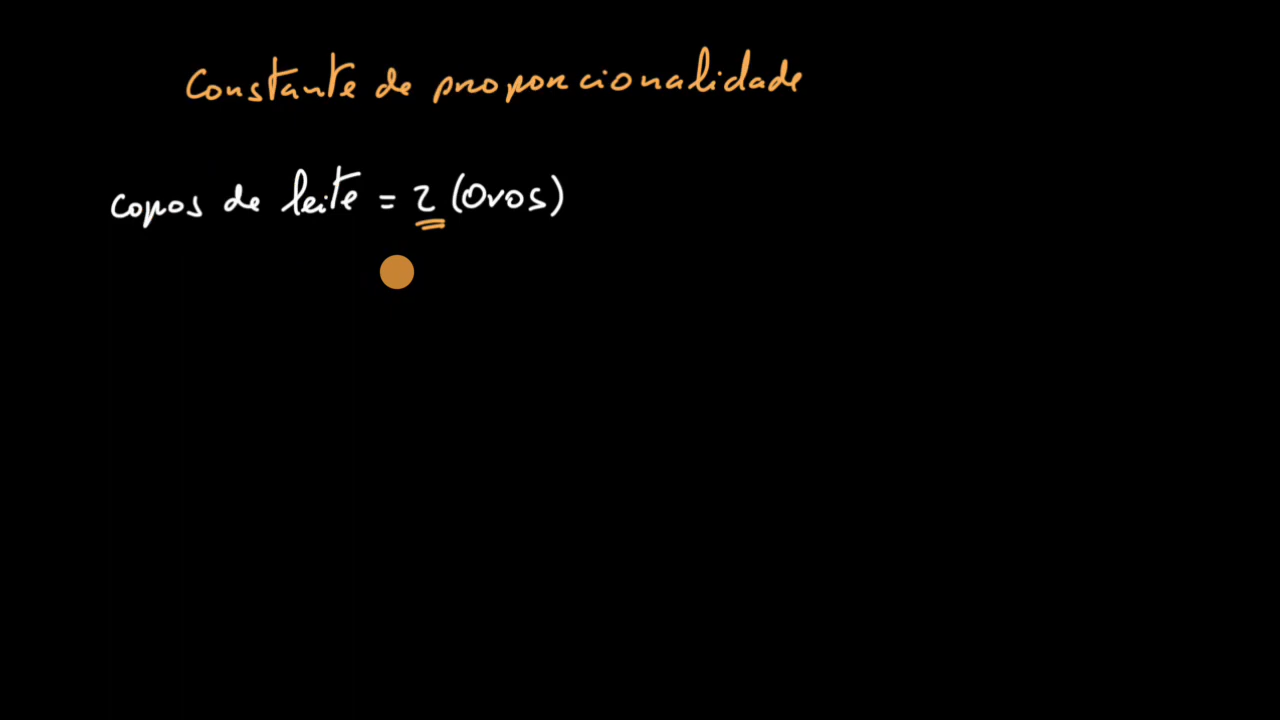 Constante de proporcionalidade
copos de leite = 2 (Ovos)